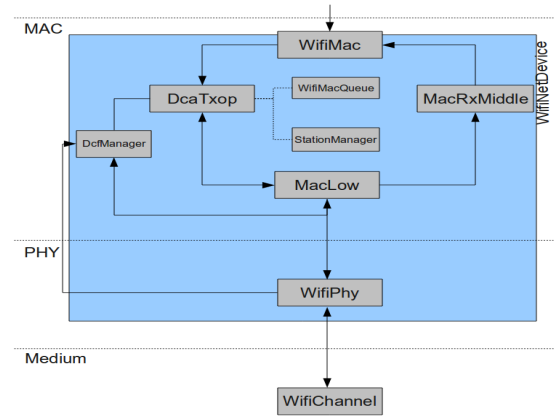 MAC
WifiMac
WifiNetDevice
WifiMacQueue
DcaTxop
MacRxMiddle
DcfManager
StationManager
MacLow
PHY
WifiPhy
Medium
WifiChannel